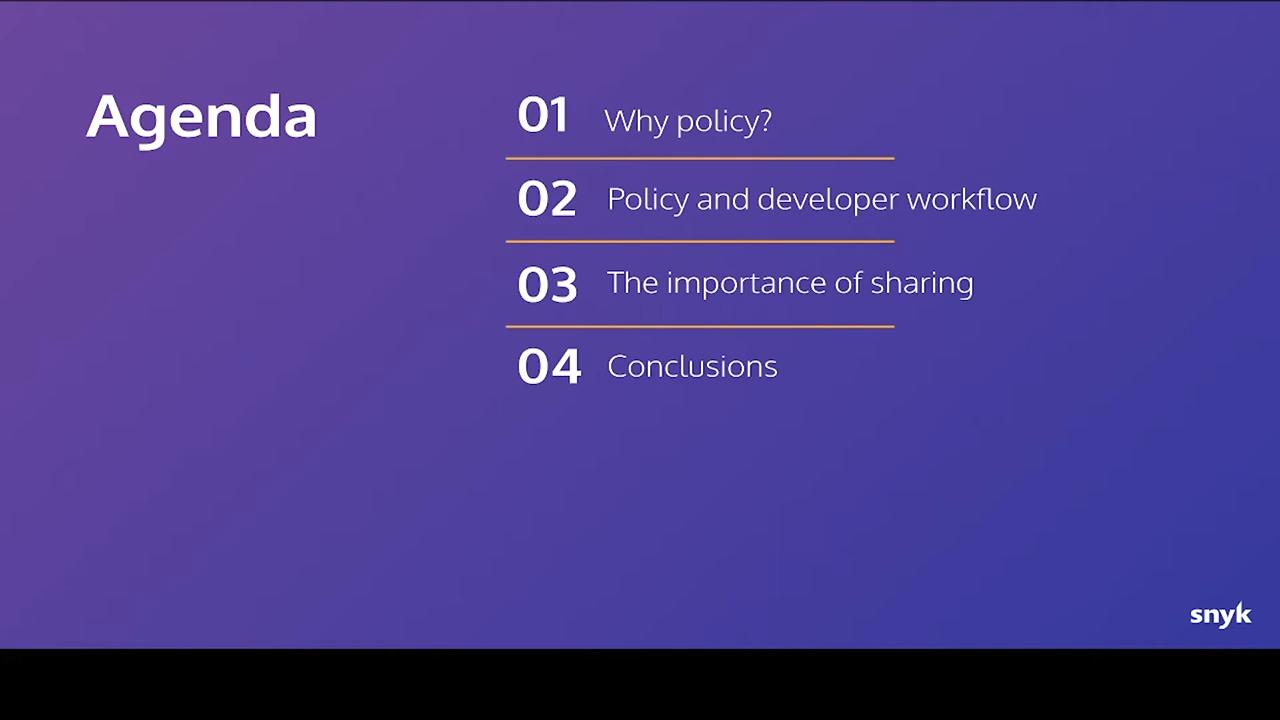 Agenda
01 Why policy?
02 Policy and developer workflow
03 The importance of sharing
04 Conclusions
snyk